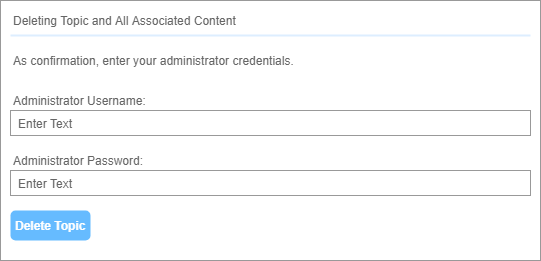 Deleting Topic and All Associated Content
As confirmation, enter your administrator credentials.
Administrator Username:
Enter Text
Administrator Password:
Enter Text
Delete Topic